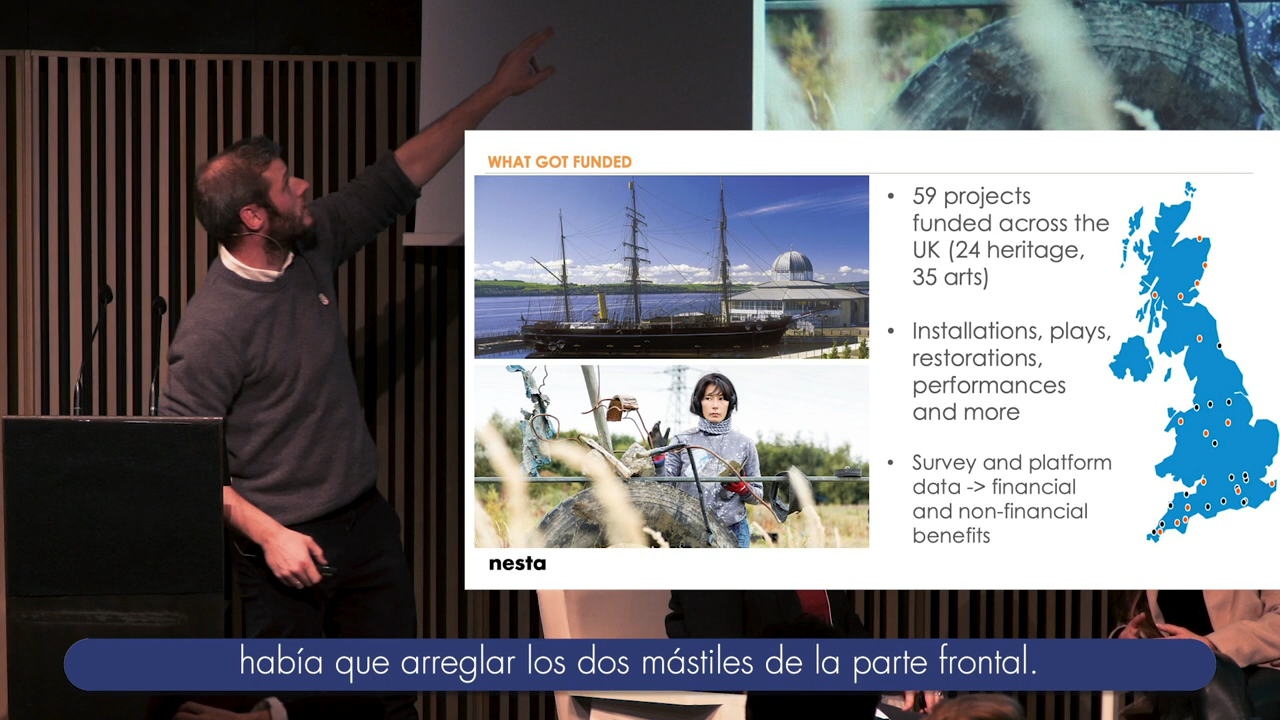 WHAT GOT FUNDED
• 59 projects
funded across the
UK (24 heritage,
35 arts)
• Installations, plays,
restorations,
performances
and more
• Survey and platform
data -> financial
and non-financial
benefits
nesta
había que arreglar los dos mástiles de la parte frontal.